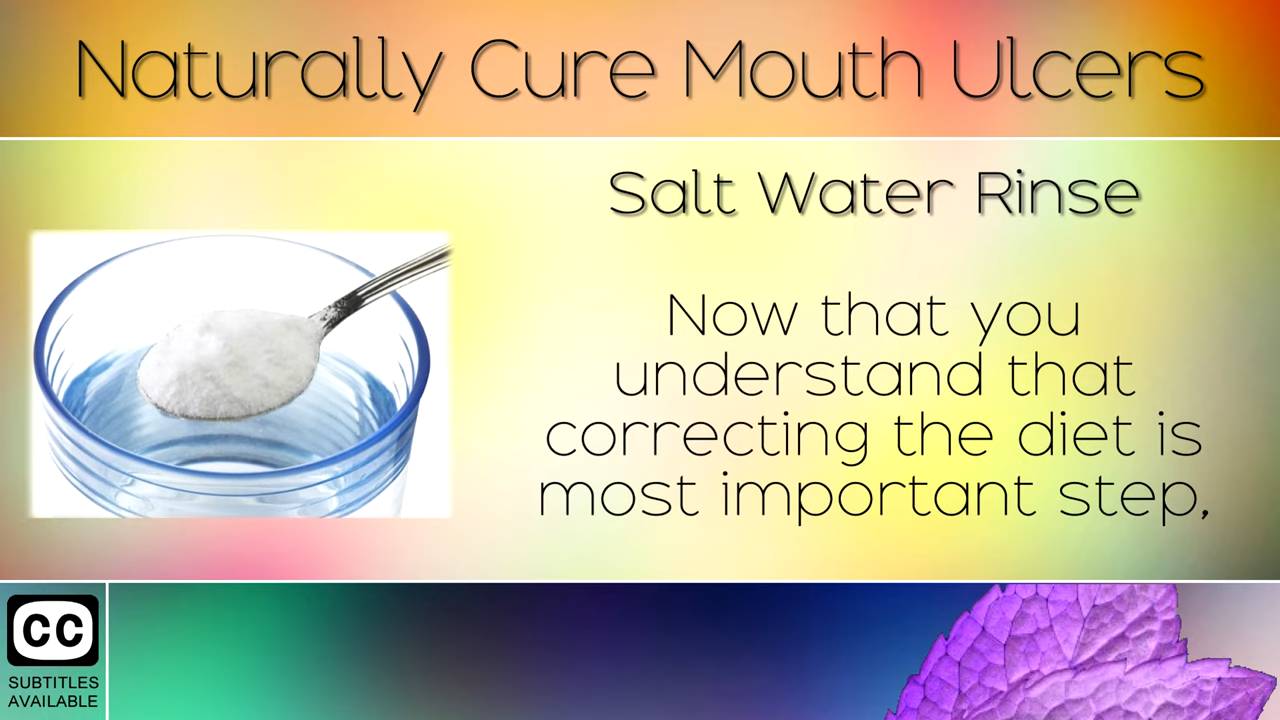 Naturally Cure Mouth Ulcers
Salt Water Rinse
Now that you
understand that
correcting the diet is
most important step,
CC
SUBTITLES
AVAILABLE